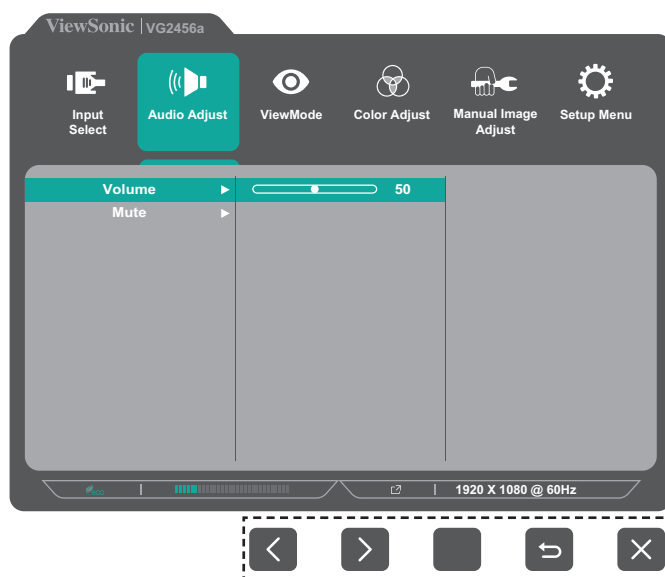 ViewSonic | VG2456a
Input Select
Audio Adjust
ViewMode
Color Adjust
Manual Image Adjust
Setup Menu
Volume 50
Mute
eco
1920 X 1080 @ 60Hz